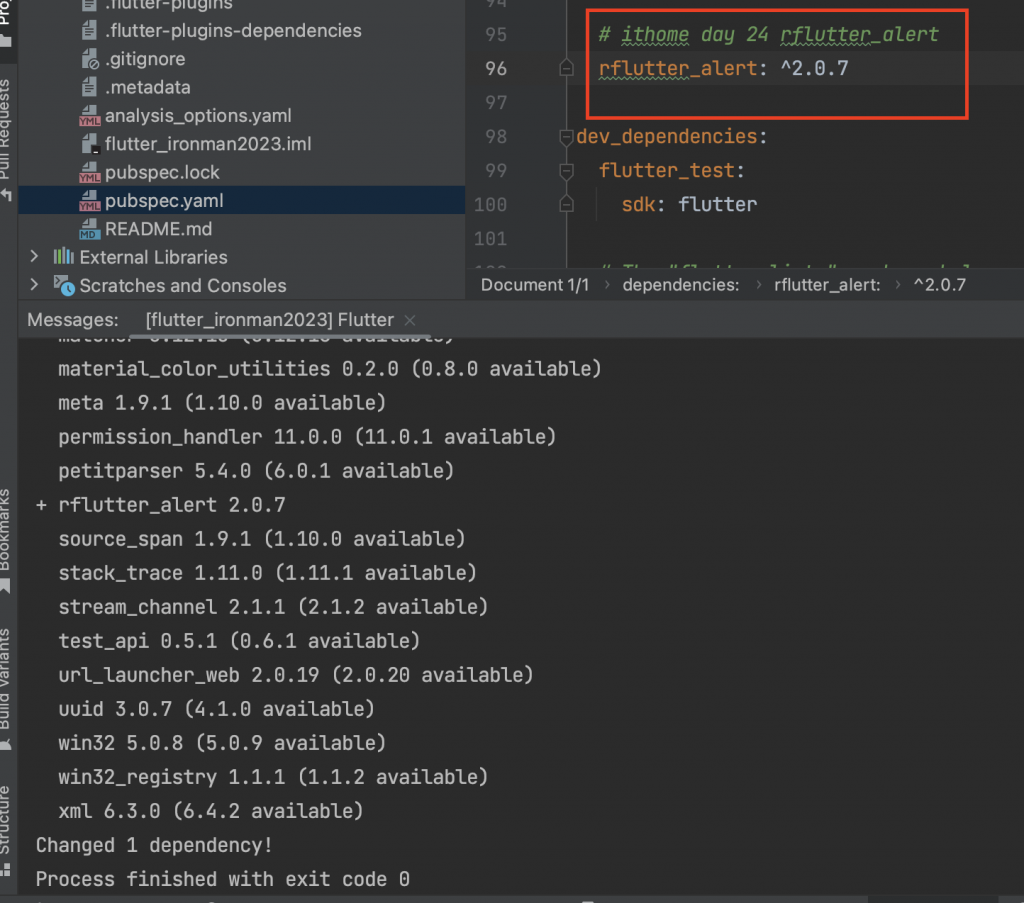 Pro
Pull Requests
Bookmarks
Build Variants
Structure
.flutter-plugins
.flutter-plugins-dependencies
.gitignore
.metadata
analysis_options.yaml
flutter_ironman2023.iml
pubspec.lock
pubspec.yaml
README.md
External Libraries
Scratches and Consoles
94
95 # ithome day 24 rflutter_alert
96 rflutter_alert: ^2.0.7
97
98 dev_dependencies:
99 flutter_test:
100 sdk: flutter
101
Document 1/1 › dependencies: › rflutter_alert: › ^2.0.7
Messages: [flutter_ironman2023] Flutter ×
material_color_utilities 0.2.0 (0.8.0 available)
meta 1.9.1 (1.10.0 available)
permission_handler 11.0.0 (11.0.1 available)
petitparser 5.4.0 (6.0.1 available)
+ rflutter_alert 2.0.7
source_span 1.9.1 (1.10.0 available)
stack_trace 1.11.0 (1.11.1 available)
stream_channel 2.1.1 (2.1.2 available)
test_api 0.5.1 (0.6.1 available)
url_launcher_web 2.0.19 (2.0.20 available)
uuid 3.0.7 (4.1.0 available)
win32 5.0.8 (5.0.9 available)
win32_registry 1.1.1 (1.1.2 available)
xml 6.3.0 (6.4.2 available)
Changed 1 dependency!
Process finished with exit code 0